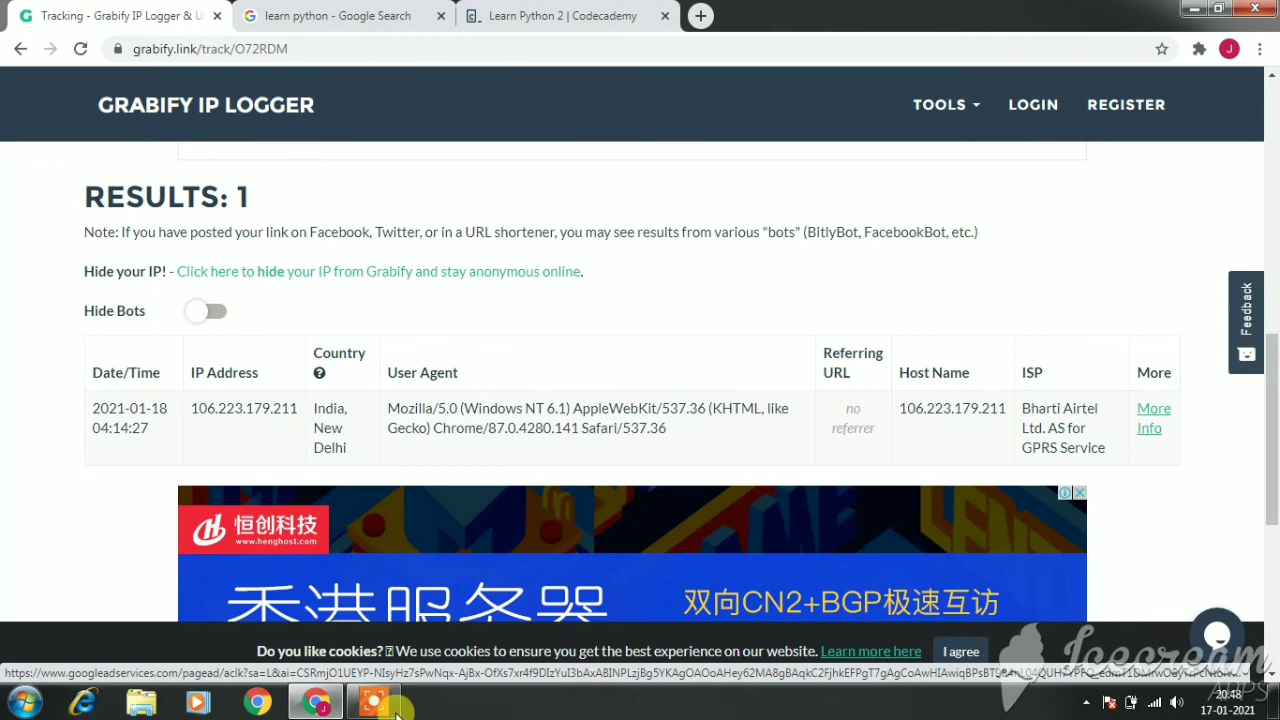 Tracking - Grabify IP Logger & U
learn python - Google Search
Learn Python 2 | Codecademy
grabify.link/track/O72RDM
J
GRABIFY IP LOGGER
TOOLS
LOGIN
REGISTER
RESULTS: 1
Note: If you have posted your link on Facebook, Twitter, or in a URL shortener, you may see results from various "bots" (BitlyBot, FacebookBot, etc.)
Hide your IP! - Click here to hide your IP from Grabify and stay anonymous online.
Feedback
Hide Bots
Date/Time
IP Address
Country
User Agent
Referring
URL
Host Name
ISP
More
2021-01-18
04:14:27
106.223.179.211
India,
New
Delhi
Mozilla/5.0 (Windows NT 6.1) AppleWebKit/537.36 (KHTML, like
Gecko) Chrome/87.0.4280.141 Safari/537.36
no
referrer
106.223.179.211
Bharti Airtel
Ltd. AS for
GPRS Service
More
Info
恒创科技
www.henghost.com
香港服务器
双向CN2+BGP极速互访
Do you like cookies? We use cookies to ensure you get the best experience on our website. Learn more here
I agree
Icecream
APPS
20:48
17-01-2021